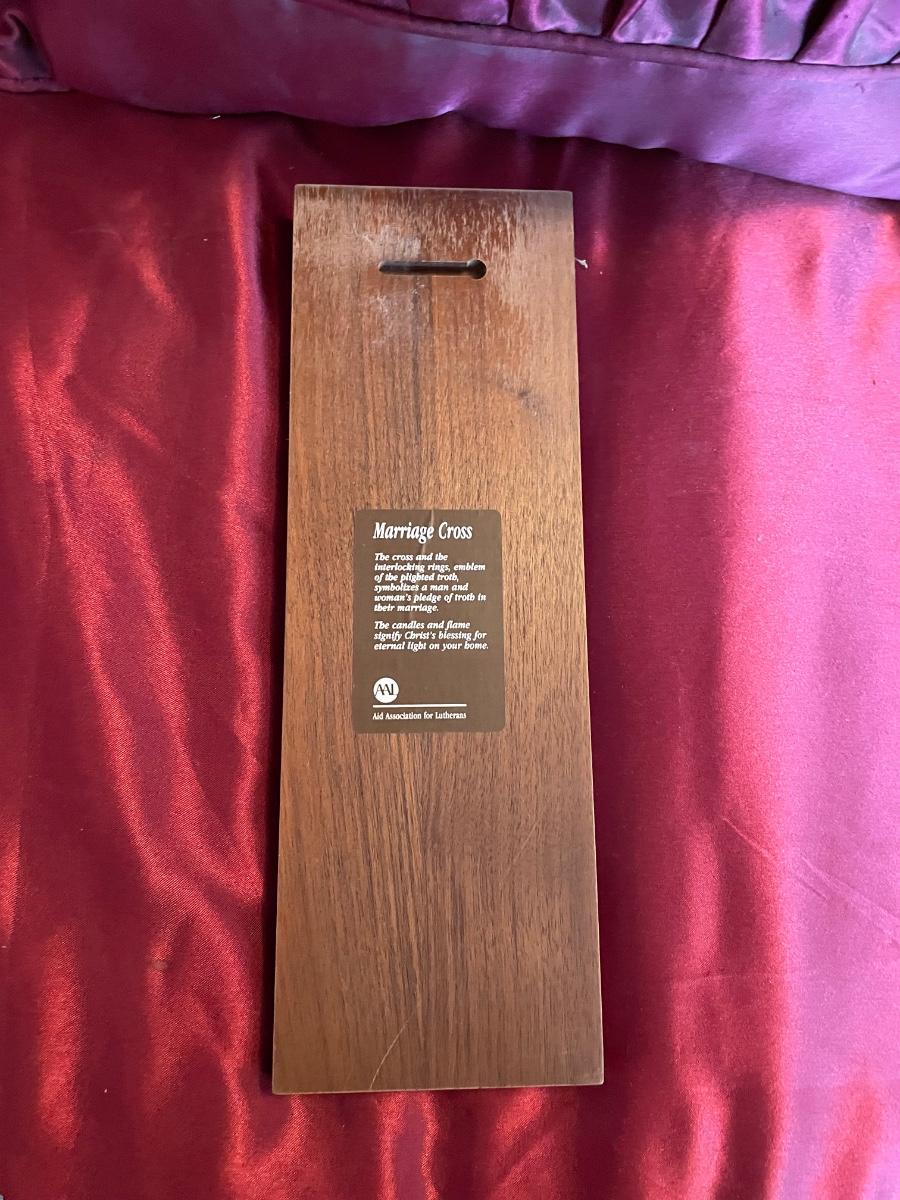 Marriage Cross
The cross and the
interlocking rings, emblem
of the plighted troth,
symbolizes a man and
woman's pledge of troth in
their marriage.
The candles and flame
signify Christ's blessing for
eternal light on your home.
AAL
Aid Association for Lutherans